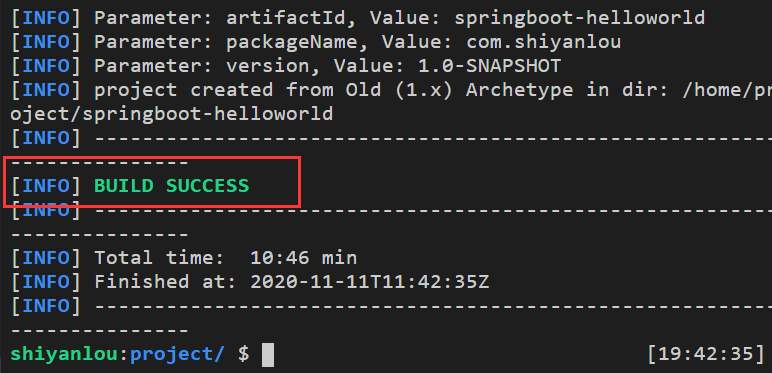 [INFO] Parameter: artifactId, Value: springboot-helloworld
[INFO] Parameter: packageName, Value: com.shiyanlou
[INFO] Parameter: version, Value: 1.0-SNAPSHOT
[INFO] project created from Old (1.x) Archetype in dir: /home/pr
oject/springboot-helloworld
[INFO] ---------------------------------------------------------
---------------
[INFO] BUILD SUCCESS
[INFO] ---------------------------------------------------------
---------------
[INFO] Total time:  10:46 min
[INFO] Finished at: 2020-11-11T11:42:35Z
[INFO] ---------------------------------------------------------
---------------
shiyanlou:project/ $ [19:42:35]